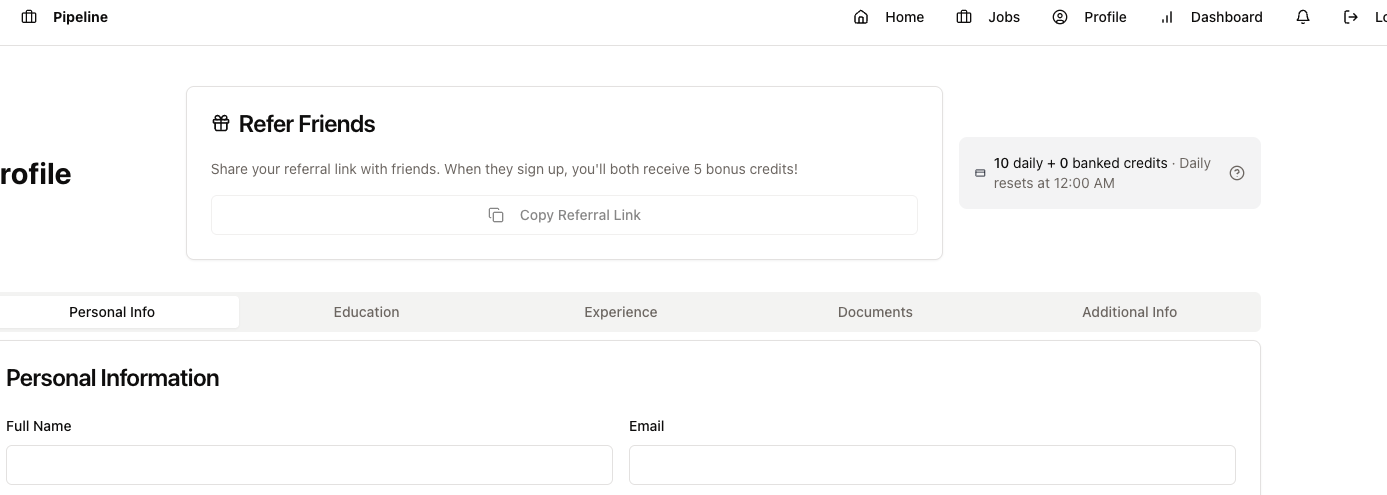 Pipeline
Home
Jobs
Profile
Dashboard
Lo
Refer Friends
Share your referral link with friends. When they sign up, you'll both receive 5 bonus credits!
Copy Referral Link
rofile
10 daily + 0 banked credits · Daily
resets at 12:00 AM
Personal Info
Education
Experience
Documents
Additional Info
Personal Information
Full Name
Email